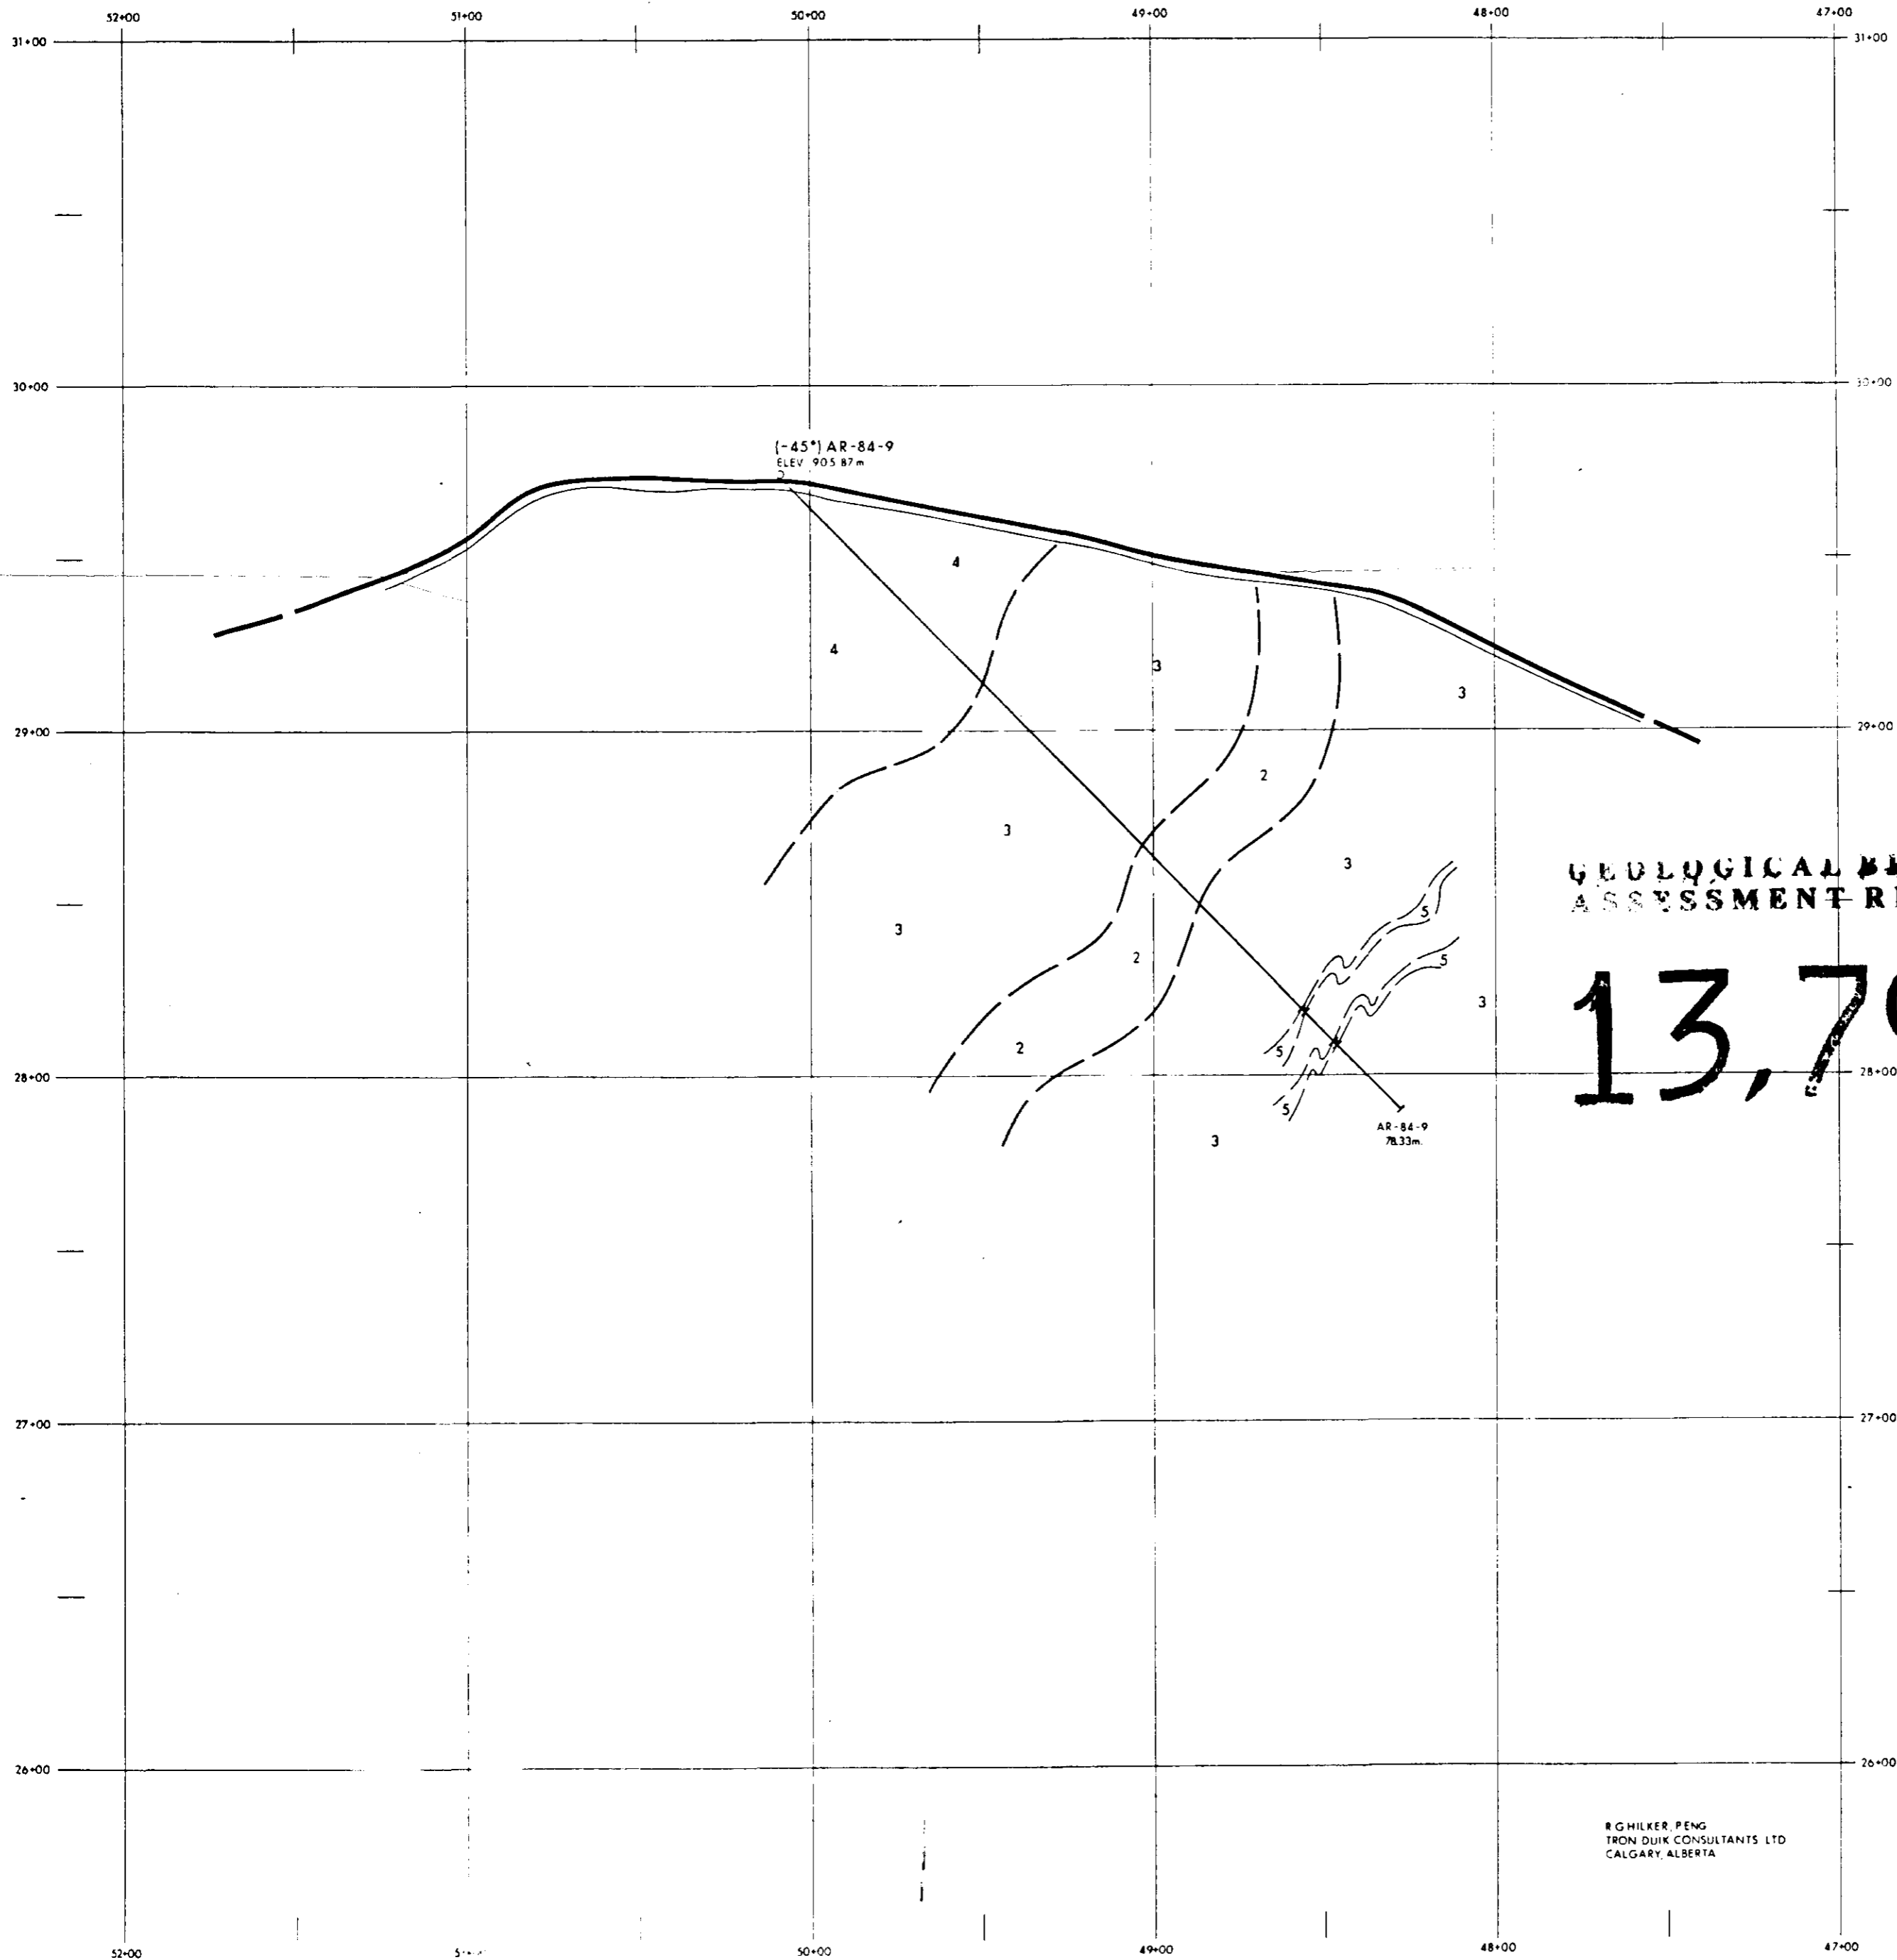 52+00 51+00 50+00 49+00 48+00 47+00
31+00 31+00
30+00 30+00
(-45°) AR-84-9
ELEV 905 87m
4
4 3
3
29+00 29+00
2
3
3
GEOLOGICAL
ASSESSMENT
5
3
2 5
13,7
3
2 5
28+00 28+00
5
AR-84-9
3
78.33m.
27+00 27+00
26+00 26+00
R G HILKER, P ENG
TRON DUIK CONSULTANTS LTD
CALGARY, ALBERTA
52+00 50+00 49+00 48+00 47+00